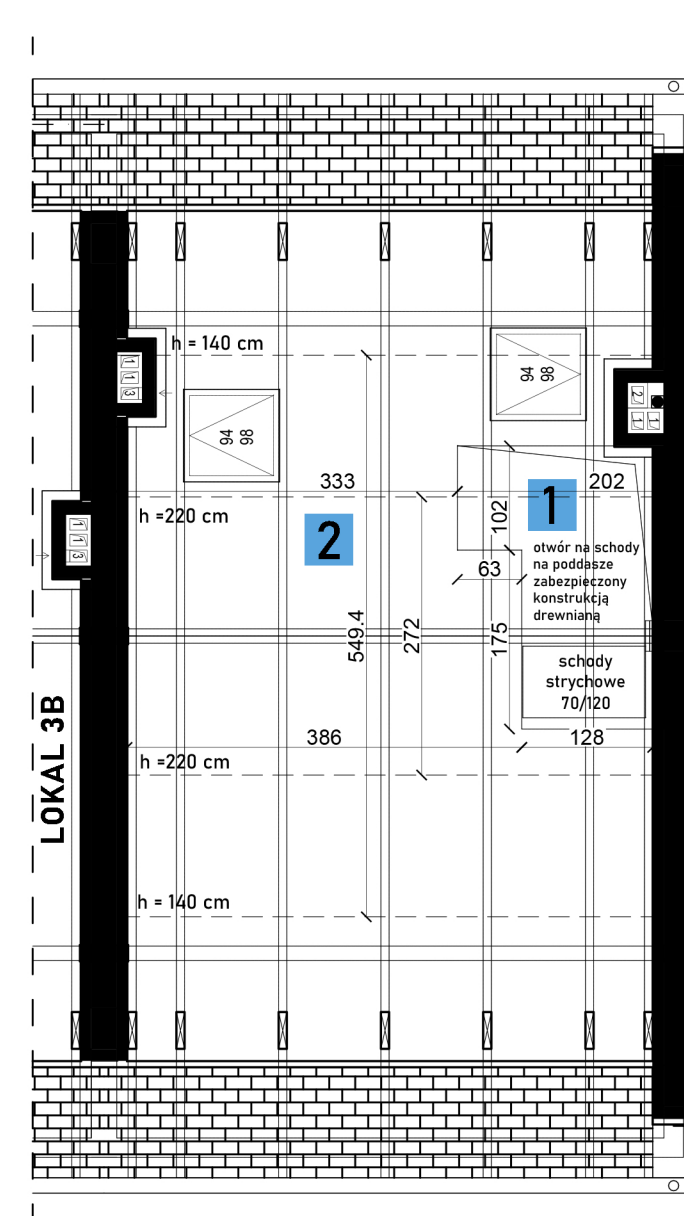 h = 140 cm
94
98
94
98
1
1
3
2
1
1
333
202
h =220 cm
1
2
102
otwór na schody
na poddasze
zabezpieczony
konstrukcją
drewnianą
63
1
1
3
549.4
272
175
schody
strychowe
70/120
LOKAL 3B
386
128
h =220 cm
h = 140 cm